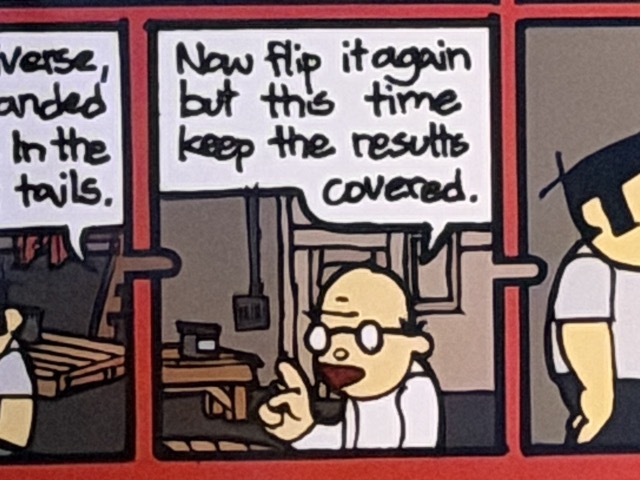 verse,
anded
In the
tails.
Now flip it again
but this time
keep the results
covered.